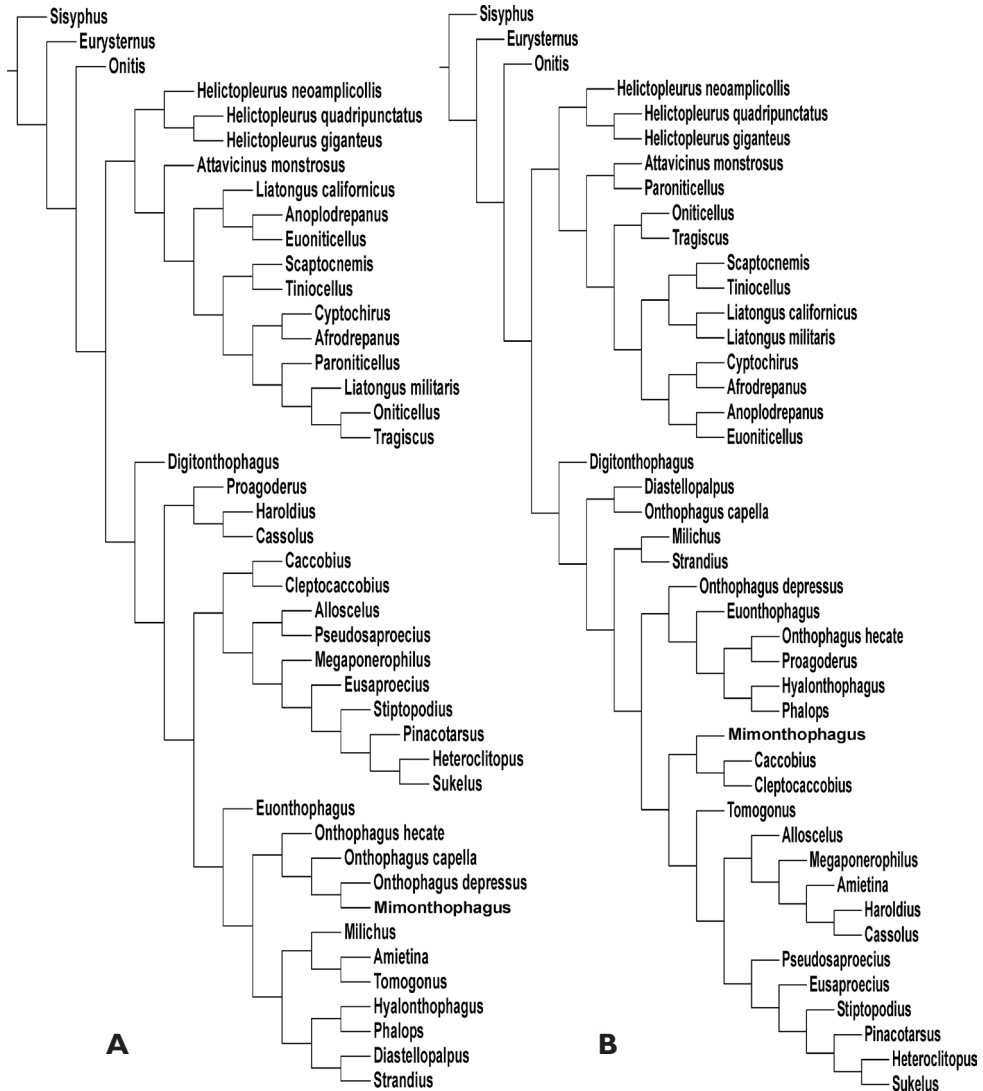 Sisyphus
Eurysternus
Onitis
Helictopleurus neoamplicollis
Helictopleurus quadripunctatus
Helictopleurus giganteus
Attavicinus monstrosus
Liatongus californicus
Anoplodrepanus
Euoniticellus
Scaptocnemis
Tiniocellus
Cyptochirus
Afrodrepanus
Paroniticellus
Liatongus militaris
Oniticellus
Tragiscus
Digitonthophagus
Proagoderus
Haroldius
Cassolus
Caccobius
Cleptocaccobius
Alloscelus
Pseudosaproecius
Megaponerophilus
Eusaproecius
Stiptopodius
Pinacotarsus
Heteroclitopus
Sukelus
Euonthophagus
Onthophagus hecate
Onthophagus capella
Onthophagus depressus
Mimonthophagus
Milichus
Amietina
Tomogonus
Hyalonthophagus
Phalops
Diastellopalpus
Strandius
A
Sisyphus
Eurysternus
Onitis
Helictopleurus neoamplicollis
Helictopleurus quadripunctatus
Helictopleurus giganteus
Attavicinus monstrosus
Paroniticellus
Oniticellus
Tragiscus
Scaptocnemis
Tiniocellus
Liatongus californicus
Liatongus militaris
Cyptochirus
Afrodrepanus
Anoplodrepanus
Euoniticellus
Digitonthophagus
Diastellopalpus
Onthophagus capella
Milichus
Strandius
Onthophagus depressus
Euonthophagus
Onthophagus hecate
Proagoderus
Hyalonthophagus
Phalops
Mimonthophagus
Caccobius
Cleptocaccobius
Tomogonus
Alloscelus
Megaponerophilus
Amietina
Haroldius
Cassolus
Pseudosaproecius
Eusaproecius
Stiptopodius
Pinacotarsus
Heteroclitopus
Sukelus
B